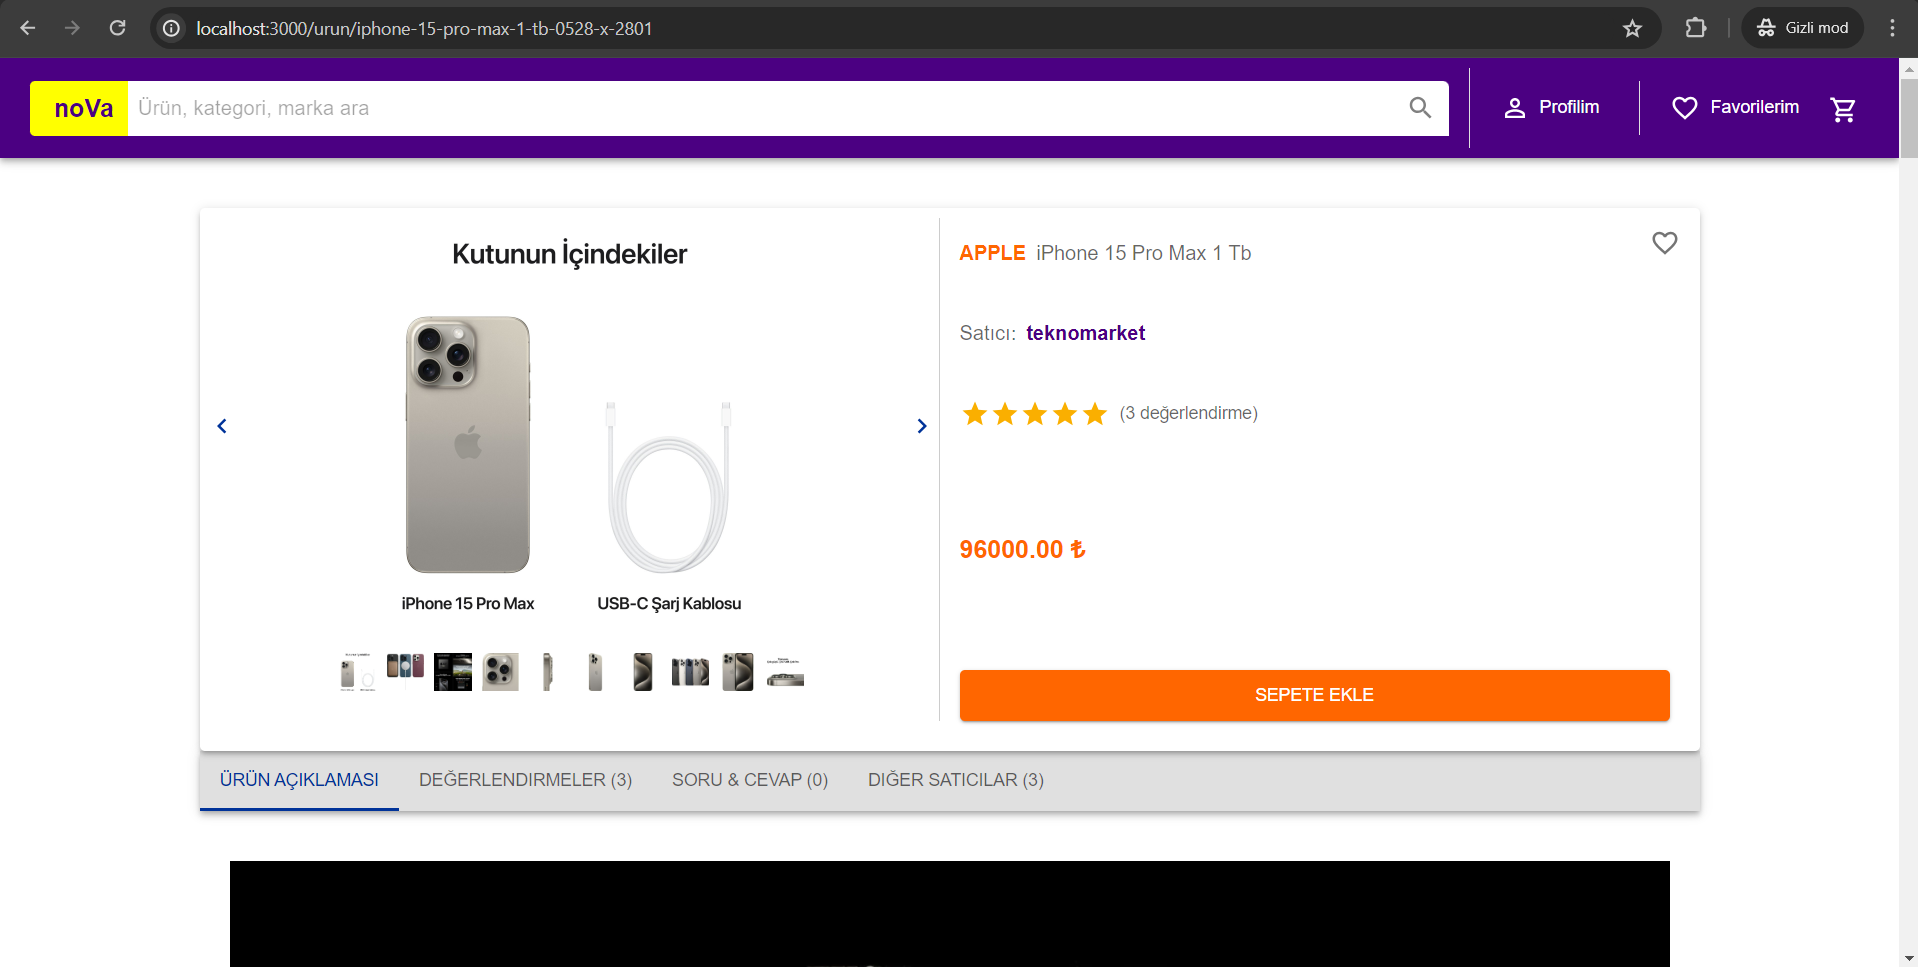 localhost:3000/urun/iphone-15-pro-max-1-tb-0528-x-2801
Gizli mod
noVa
Ürün, kategori, marka ara
Profilim
Favorilerim
Kutunun İçindekiler
iPhone 15 Pro Max
USB-C Şarj Kablosu
APPLE iPhone 15 Pro Max 1 Tb
Satıcı: teknomarket
(3 değerlendirme)
96000.00 ₺
SEPETE EKLE
ÜRÜN AÇIKLAMASI
DEĞERLENDİRMELER (3)
SORU & CEVAP (0)
DIĞER SATICILAR (3)